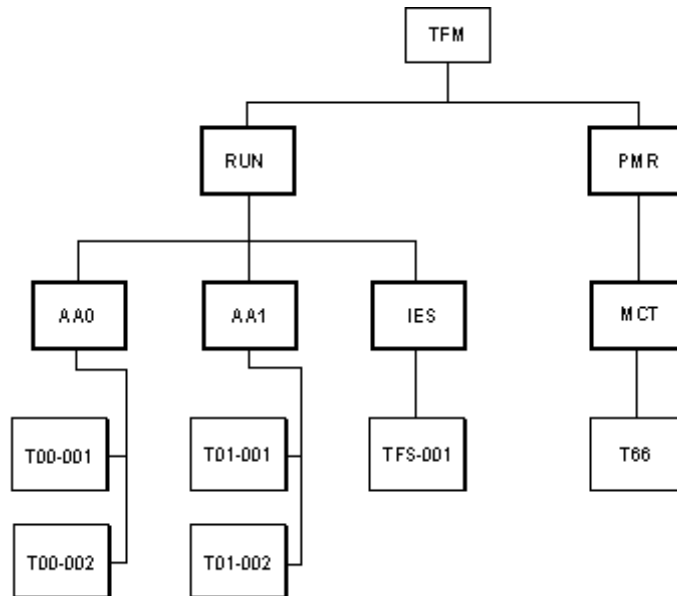 TFM
RUN
PMR
AA0
AA1
IES
MCT
T00-001
T01-001
TFS-001
T66
T00-002
T01-002